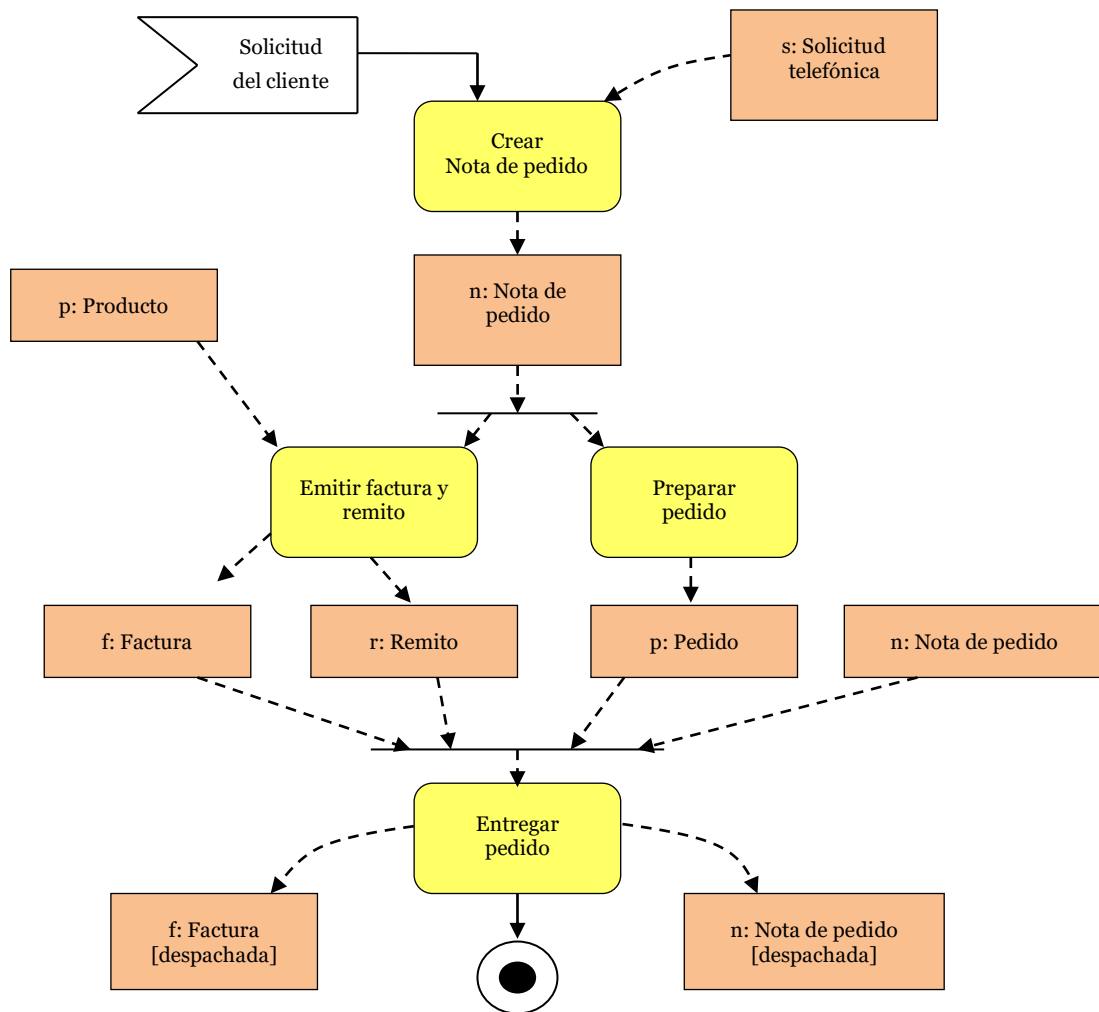 Solicitud
del cliente
s: Solicitud
telefónica
Crear
Nota de pedido
p: Producto
n: Nota de
pedido
Emitir factura y
remito
Preparar
pedido
f: Factura
r: Remito
p: Pedido
n: Nota de pedido
Entregar
pedido
f: Factura
[despachada]
n: Nota de pedido
[despachada]